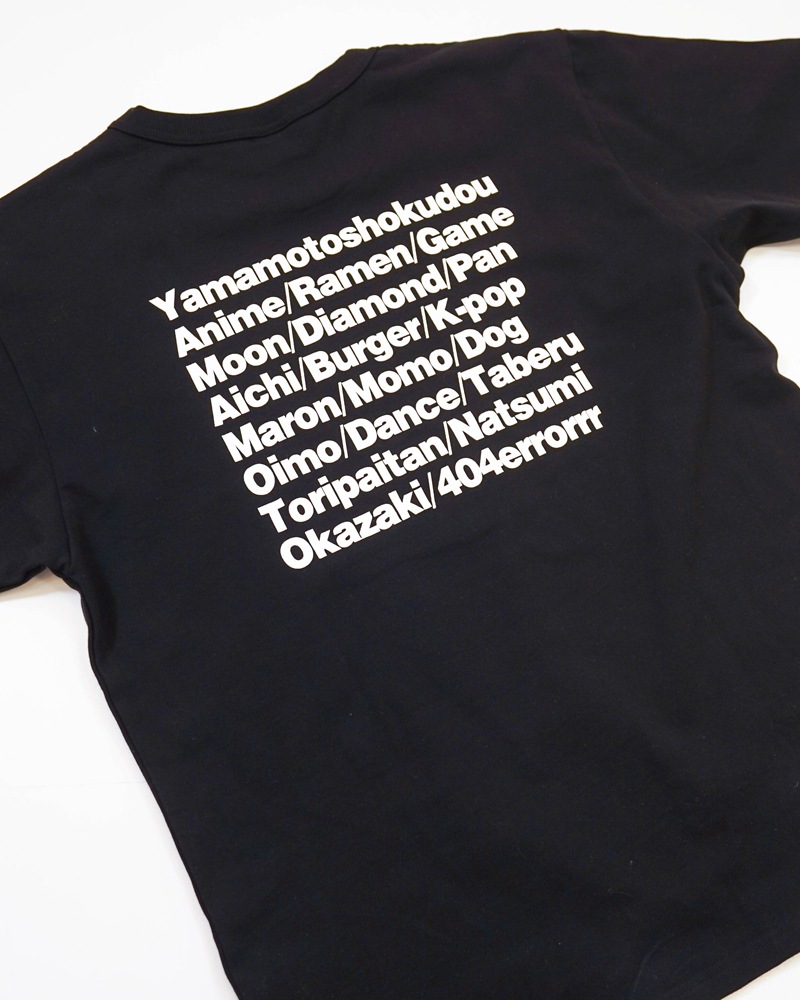 Yamamotoshokudou
Anime/Ramen/Game
Moon/Diamond/Pan
Aichi/Burger/K-pop
Maron/Momo/Dog
Oimo/Dance/Taberu
Toripaitan/Natsumi
Okazaki/404errorrr